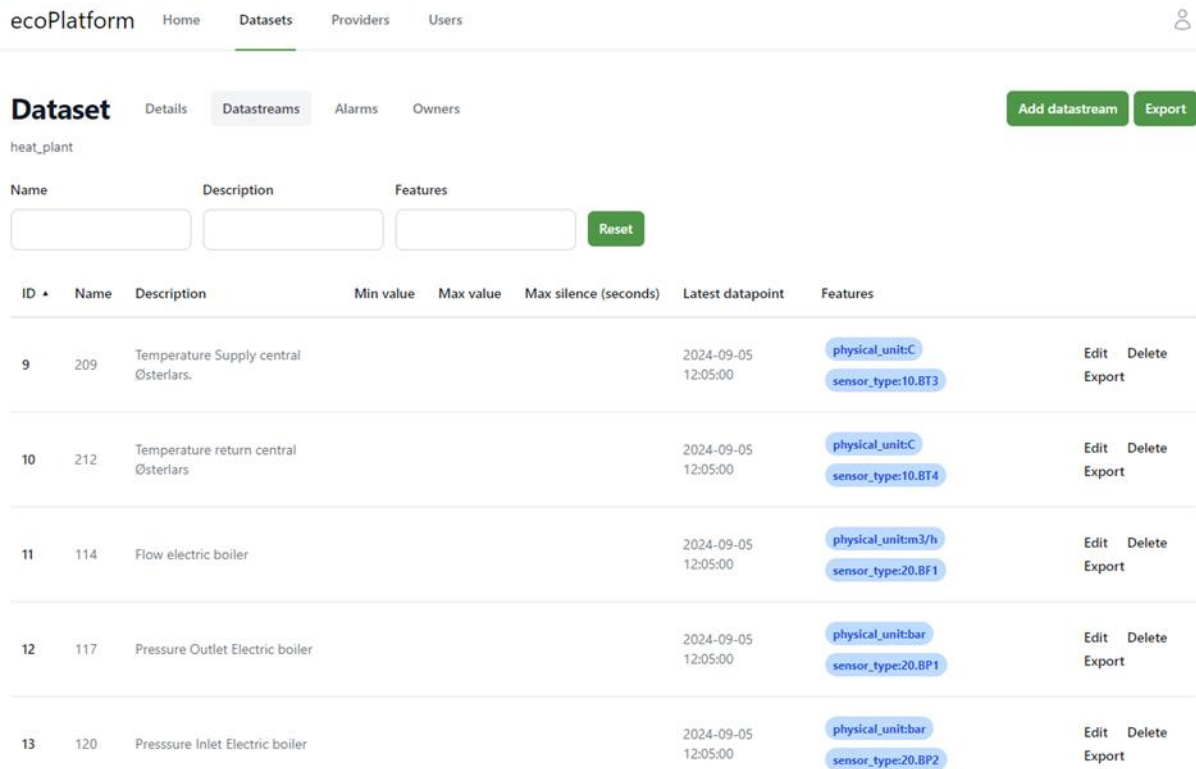 ecoPlatform Home Datasets Providers Users
Dataset Details Datastreams Alarms Owners Add datastream Export
heat_plant
Name Description Features
Reset
ID ▲ Name Description Min value Max value Max silence (seconds) Latest datapoint Features
9 209 Temperature Supply central Østerlars. 2024-09-05 12:05:00 physical_unit:C sensor_type:10.BT3 Edit Delete Export
10 212 Temperature return central Østerlars 2024-09-05 12:05:00 physical_unit:C sensor_type:10.BT4 Edit Delete Export
11 114 Flow electric boiler 2024-09-05 12:05:00 physical_unit:m3/h sensor_type:20.BF1 Edit Delete Export
12 117 Pressure Outlet Electric boiler 2024-09-05 12:05:00 physical_unit:bar sensor_type:20.BP1 Edit Delete Export
13 120 Presssure Inlet Electric boiler 2024-09-05 12:05:00 physical_unit:bar sensor_type:20.BP2 Edit Delete Export